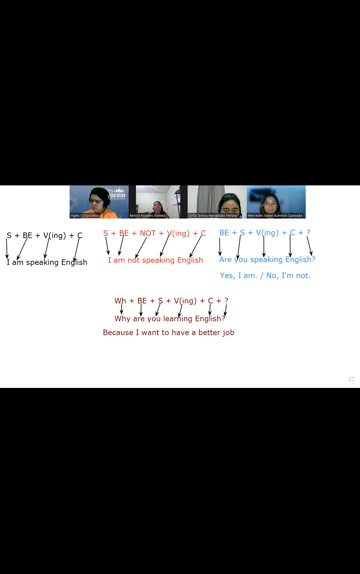 S + BE + V(ing) + C
I am speaking English
S + BE + NOT + V(ing) + C
I am not speaking English
BE + S + V(ing) + C + ?
Are you speaking English?
Yes, I am. / No, I'm not.
Wh + BE + S + V(ing) + C + ?
Why are you learning English?
Because I want to have a better job
12